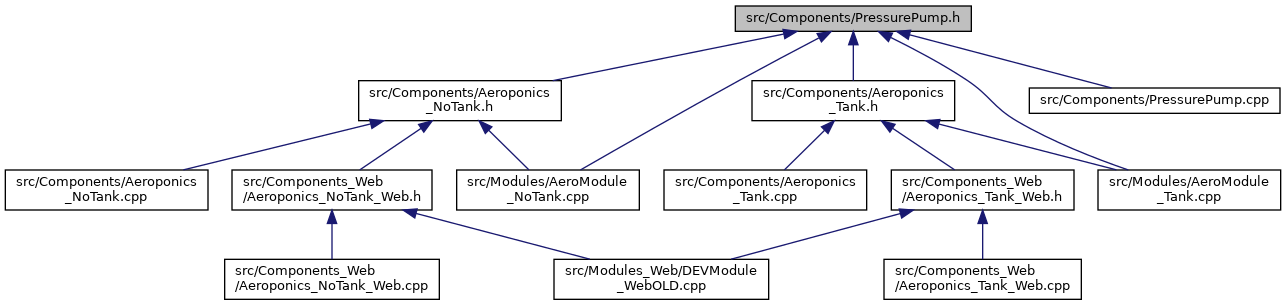 src/Components/PressurePump.h
src/Components/Aeroponics
_NoTank.h
src/Components/Aeroponics
_Tank.h
src/Components/PressurePump.cpp
src/Components/Aeroponics
_NoTank.cpp
src/Components_Web
/Aeroponics_NoTank_Web.h
src/Modules/AeroModule
_NoTank.cpp
src/Components/Aeroponics
_Tank.cpp
src/Components_Web
/Aeroponics_Tank_Web.h
src/Modules/AeroModule
_Tank.cpp
src/Components_Web
/Aeroponics_NoTank_Web.cpp
src/Modules_Web/DEVModule
_WebOLD.cpp
src/Components_Web
/Aeroponics_Tank_Web.cpp